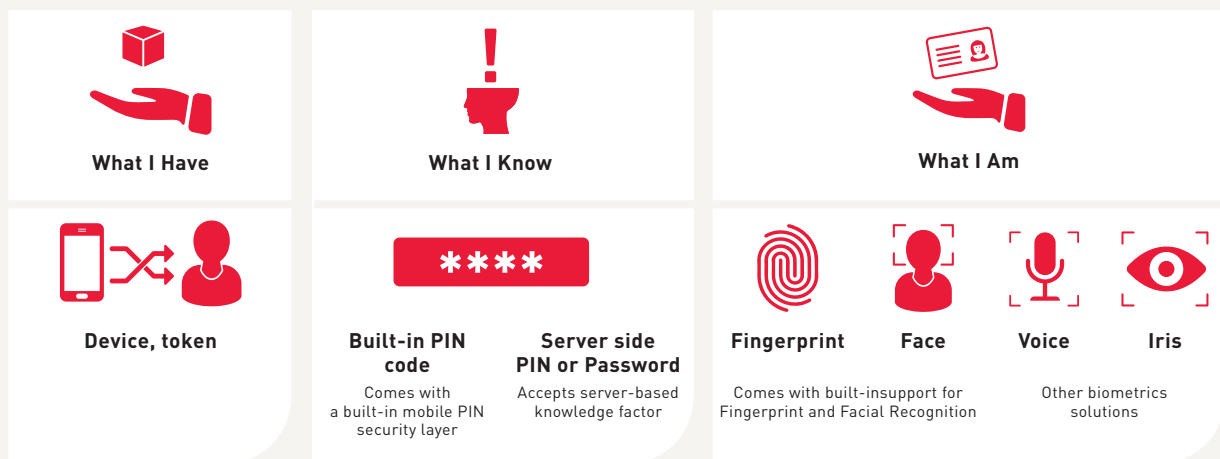 What I Have
What I Know
What I Am
****
Device, token
Built-in PIN
code
Comes with
a built-in mobile PIN
security layer
Server side
PIN or Password
Accepts server-based
knowledge factor
Fingerprint
Face
Voice
Iris
Comes with built-insupport for
Fingerprint and Facial Recognition
Other biometrics
solutions